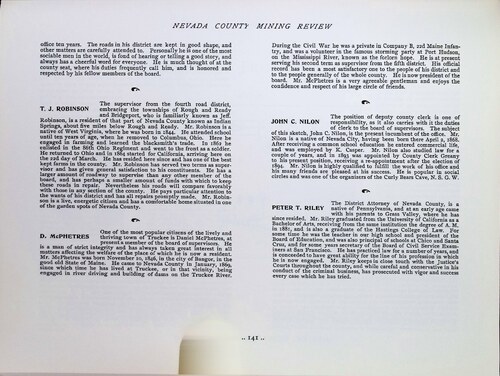 NEVADA COUNTY MINING REVIEW
office ten years. The roads in his district are kept in good shape, and
other matters are carefully attended to. Personally he is one of the most
sociable men in the world, is fond of hearing or telling a good story, and
always has a cheerful word for everyone. He is much thought of at the
county seat, where his duties frequently call him, and is honored and
respected by his fellow members of the board.
T. J. ROBINSON
The supervisor from the fourth road district,
embracing the townships of Rough and Ready
and Bridgeport, who is familiarly known as Jeff.
Robinson, is a resident of that part of Nevada County known as Indian
Springs, about five miles below Rough and Ready. Mr. Robinson is a
native of West Virginia, where he was born in 1844. He attended school
until ten years of age, when he removed to Columbus, Ohio. Here he
engaged in farming and learned the blacksmith's trade. In 1862 he
enlisted in the 86th Ohio Regiment and went to the front as a soldier.
He returned to Ohio and in 1868 left for California, reaching here on
the 22d day of March. He has resided here since and has one of the best
kept farms in the county. Mr. Robinson has served two terms as super-
visor and has given general satisfaction to his constituents. He has a
larger amount of roadway to supervise than any other member of the
board, and has perhaps a smaller amount of funds with which to keep
these roads in repair. Nevertheless his roads will compare favorably
with those in any section of the county. He pays particular attention to
the wants of his district and has all repairs promptly made. Mr. Robin-
son is a live, energetic citizen and has a comfortable home situated in one
of the garden spots of Nevada County.
D. McPHETRES
One of the most popular citizens of the lively and
thriving town of Truckee is Daniel McPhetres, at
present a member of the board of supervisors. He
is a man of strict integrity and has always taken great interest in all
matters affecting the welfare of the place of which he is now a resident.
Mr. McPhetres was born November 20, 1846, in the city of Bangor, in the
good old State of Maine. He came to Nevada County in January, 1869,
since which time he has lived at Truckee, or in that vicinity, being
engaged in river driving and building of dams on the Truckee River.
During the Civil War he was a private in Company B, 22d Maine Infan-
try, and was a volunteer in the famous storming party at Port Hudson,
on the Mississippi River, known as the forlorn hope. He is at present
serving his second term as supervisor from the fifth district. His official
record has been a most satisfactory one to the people of his district and
to the people generally of the whole county. He is now president of the
board. Mr. McPhetres is a very agreeable gentleman and enjoys the
confidence and respect of his large circle of friends.
JOHN C. NILON
The position of deputy county clerk is one of
responsibility, as it also carries with it the duties
of clerk to the board of supervisors. The subject
of this sketch, John C. Nilon, is the present incumbent of the office. Mr.
Nilon is a native of Nevada City, having been born there April 2, 1868.
After receiving a common school education he entered commercial life,
and was employed by K. Casper. Mr. Nilon also studied law for a
couple of years, and in 1893 was appointed by County Clerk Greany
to his present position, receiving a re-appointment after the election of
1894. Mr. Nilon is highly qualified to fulfill the work of his office and
his many friends are pleased at his success. He is popular in social
circles and was one of the organizers of the Curly Bears Cave, N. S. G. W.
PETER T. RILEY
The District Attorney of Nevada County, is a
native of Pennsylvania, and at an early age came
with his parents to Grass Valley, where he has
since resided. Mr. Riley graduated from the University of California as a
Bachelor of Arts, receiving from the same institution the degree of A. M.
in 1881, and is also a graduate of the Hastings College of Law. For
some time he was the teacher in our high school and president of the
Board of Education, and was also principal of schools at Chico and Santa
Cruz, and for some years secretary of the Board of Civil Service Exam-
iners at San Francisco. He has practiced law for a number of years, and
is conceded to have great ability for the line of his profession in which
he is now engaged. Mr. Riley keeps in close touch with the Justice's
Courts throughout the county, and while careful and conservative in his
conduct of the criminal business, has prosecuted with vigor and success
every case which he has tried.
..141..